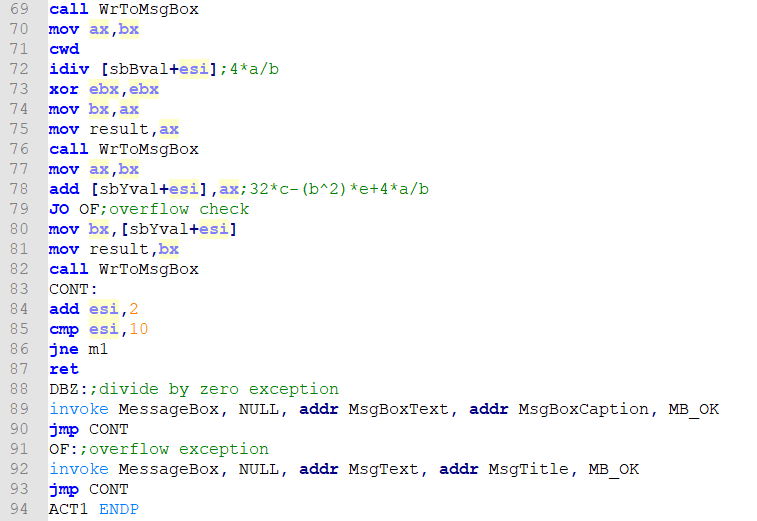 69 call WrToMsgBox
70 mov ax,bx
71 cwd
72 idiv [sbBval+esi];4*a/b
73 xor ebx,ebx
74 mov bx,ax
75 mov result,ax
76 call WrToMsgBox
77 mov ax,bx
78 add [sbYval+esi],ax;32*c-(b^2)*e+4*a/b
79 JO OF;overflow check
80 mov bx,[sbYval+esi]
81 mov result,bx
82 call WrToMsgBox
83 CONT:
84 add esi,2
85 cmp esi,10
86 jne m1
87 ret
88 DBZ:;divide by zero exception
89 invoke MessageBox, NULL, addr MsgBoxText, addr MsgBoxCaption, MB_OK
90 jmp CONT
91 OF:;overflow exception
92 invoke MessageBox, NULL, addr MsgText, addr MsgTitle, MB_OK
93 jmp CONT
94 ACT1 ENDP